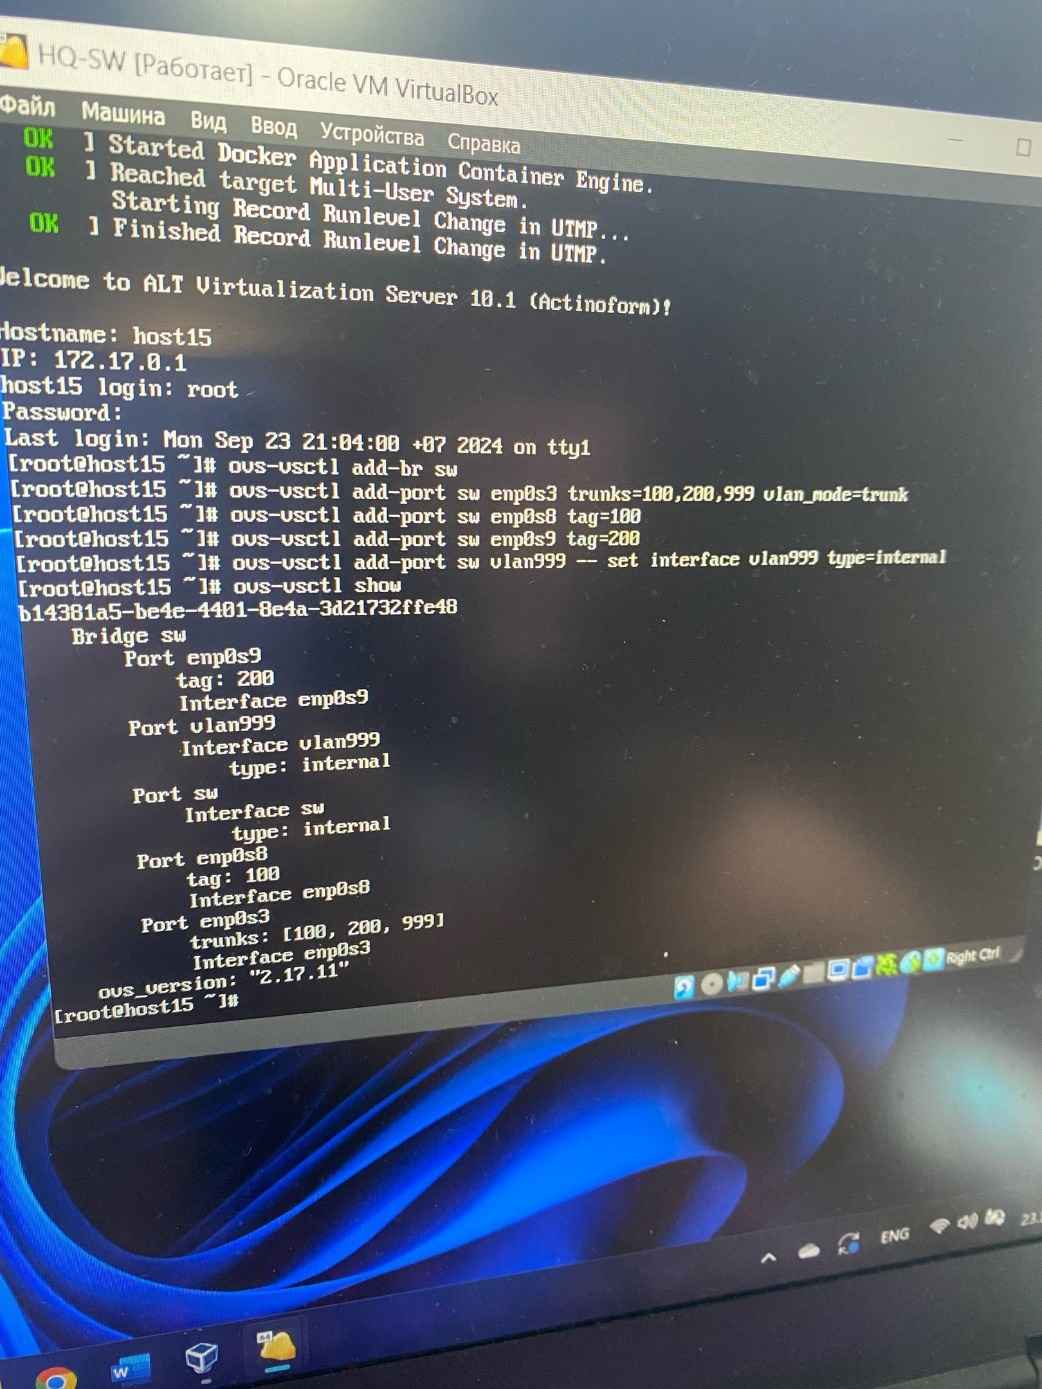 HQ-SW [Работает] - Oracle VM VirtualBox
Файл Машина Вид Ввод Устройства Справка
OK ] Started Docker Application Container Engine.
OK ] Reached target Multi-User System.
Starting Record Runlevel Change in UTMP...
OK ] Finished Record Runlevel Change in UTMP.
Welcome to ALT Virtualization Server 10.1 (Actinoform)!
Hostname: host15
IP: 172.17.0.1
host15 login: root
Password:
Last login: Mon Sep 23 21:04:00 +07 2024 on tty1
[root@host15 ~]# ovs-vsctl add-br sw
[root@host15 ~]# ovs-vsctl add-port sw enp0s3 trunks=100,200,999 vlan_mode=trunk
[root@host15 ~]# ovs-vsctl add-port sw enp0s8 tag=100
[root@host15 ~]# ovs-vsctl add-port sw enp0s9 tag=200
[root@host15 ~]# ovs-vsctl add-port sw vlan999 -- set interface vlan999 type=internal
[root@host15 ~]# ovs-vsctl show
b14381a5-be4e-4401-8e4a-3d21732ffe48
Bridge sw
Port enp0s9
tag: 200
Interface enp0s9
Port vlan999
Interface vlan999
type: internal
Port sw
Interface sw
type: internal
Port enp0s8
tag: 100
Interface enp0s8
Port enp0s3
trunks: [100, 200, 999]
Interface enp0s3
ovs_version: "2.17.11"
[root@host15 ~]#
Right Ctrl
ENG
W
64